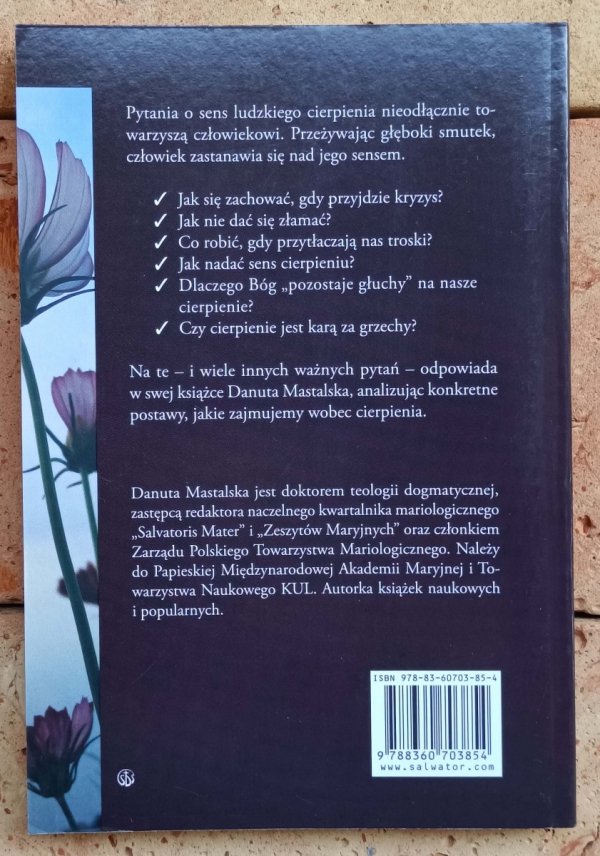 Pytania o sens ludzkiego cierpienia nieodłącznie to-
warzyszą człowiekowi. Przeżywając głęboki smutek,
człowiek zastanawia się nad jego sensem.
✓ Jak się zachować, gdy przyjdzie kryzys?
✓ Jak nie dać się złamać?
✓ Co robić, gdy przytłaczają nas troski?
✓ Jak nadać sens cierpieniu?
✓ Dlaczego Bóg „pozostaje głuchy” na nasze
cierpienie?
✓ Czy cierpienie jest karą za grzechy?
Na te – i wiele innych ważnych pytań – odpowiada
w swej książce Danuta Mastalska, analizując konkretne
postawy, jakie zajmujemy wobec cierpienia.
Danuta Mastalska jest doktorem teologii dogmatycznej,
zastępcą redaktora naczelnego kwartalnika mariologicznego
„Salvatoris Mater” i „Zeszytów Maryjnych” oraz członkiem
Zarządu Polskiego Towarzystwa Mariologicznego. Należy
do Papieskiej Międzynarodowej Akademii Maryjnej i To-
warzystwa Naukowego KUL. Autorka książek naukowych
i popularnych.
ISBN 978-83-60703-85-4
9 788360 703854
www.salwator.com
SDS